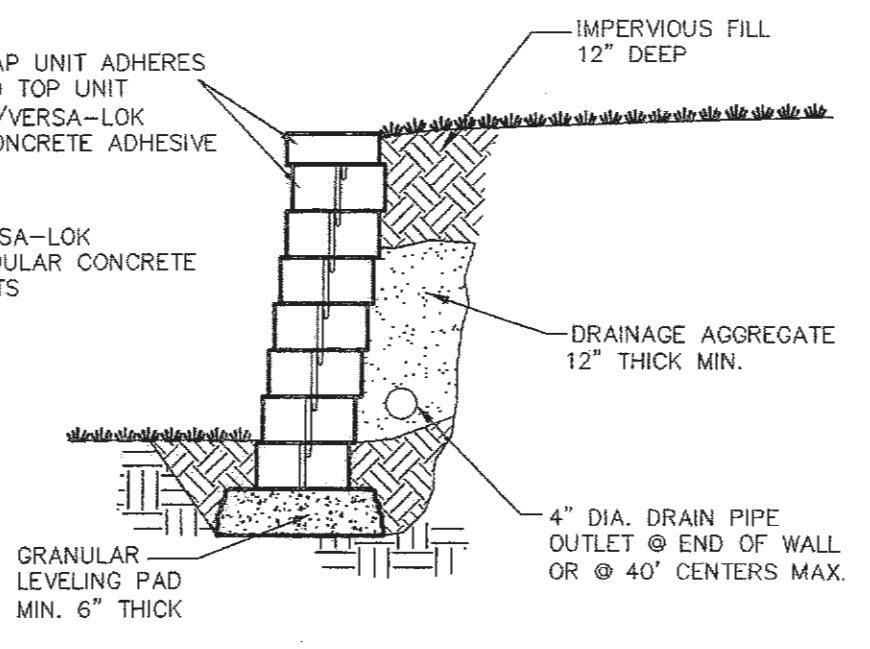 AP UNIT ADHERES
TOP UNIT
/VERSA-LOK
ONCRETE ADHESIVE
SA-LOK
DULAR CONCRETE
TS
IMPERVIOUS FILL
12" DEEP
DRAINAGE AGGREGATE
12" THICK MIN.
4" DIA. DRAIN PIPE
OUTLET @ END OF WALL
OR @ 40' CENTERS MAX.
GRANULAR
LEVELING PAD
MIN. 6" THICK